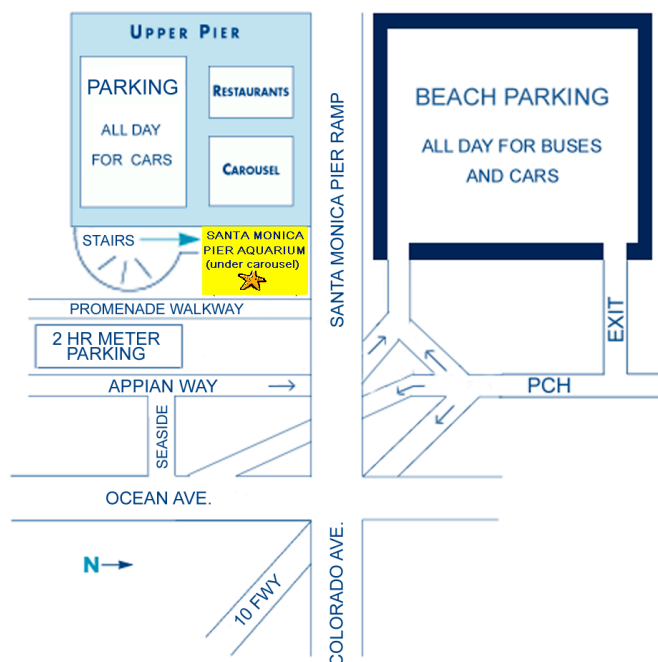 UPPER PIER
PARKING
ALL DAY
FOR CARS
RESTAURANTS
CAROUSEL
STAIRS
SANTA MONICA
PIER AQUARIUM
(under carousel)
PROMENADE WALKWAY
2 HR METER
PARKING
APPIAN WAY
SEASIDE
OCEAN AVE.
N
10 FWY
COLORADO AVE.
SANTA MONICA PIER RAMP
BEACH PARKING
ALL DAY FOR BUSES
AND CARS
EXIT
PCH